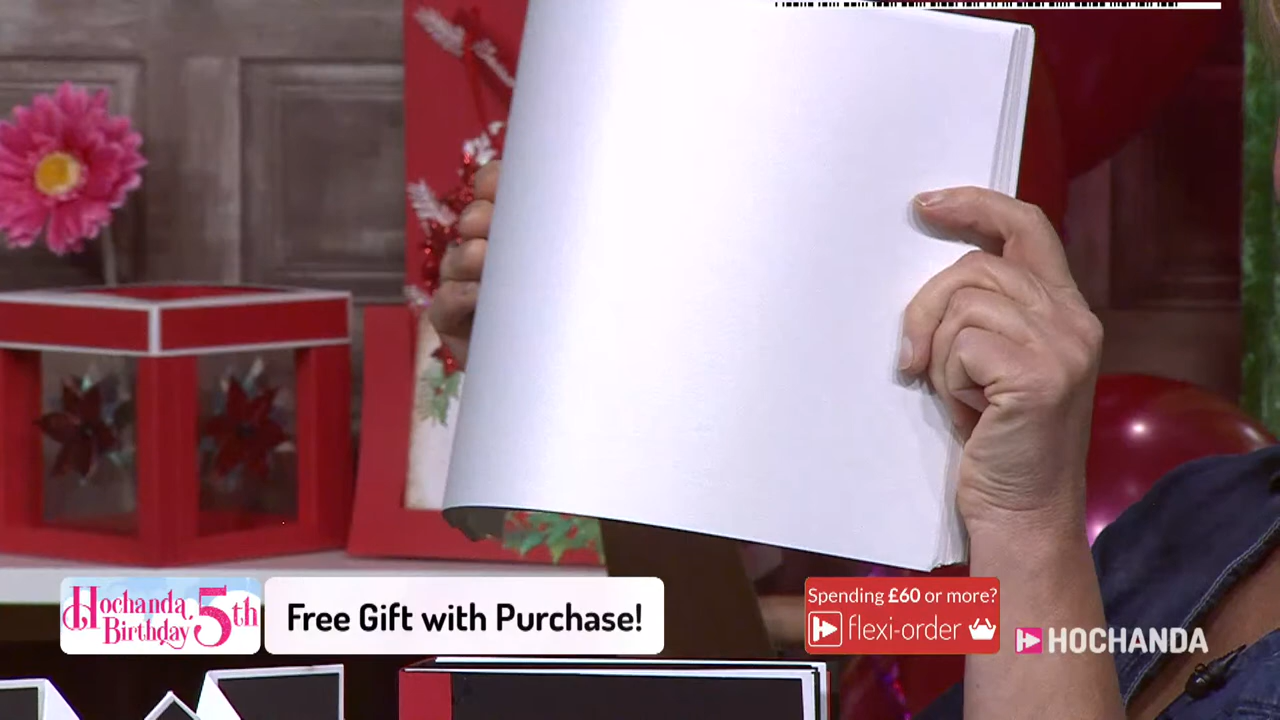 Hochanda
Birthday 5th
Free Gift with Purchase!
Spending £60 or more?
flexi-order
HOCHANDA